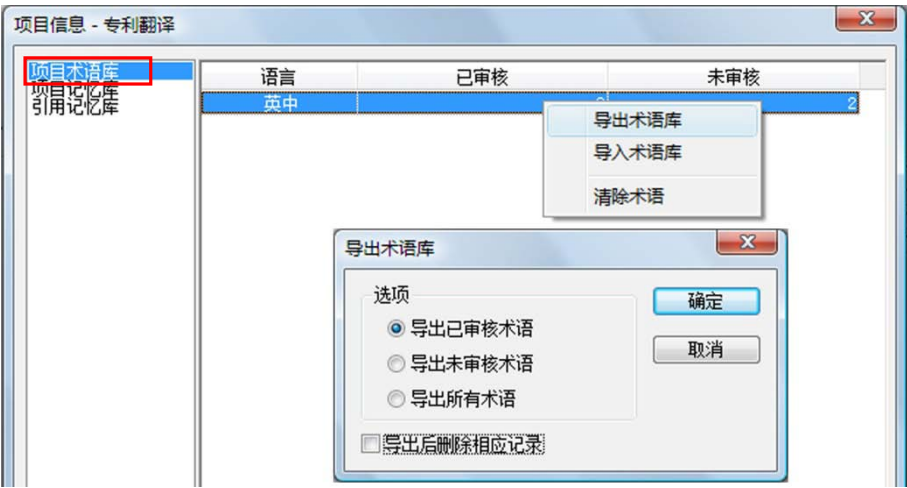 项目信息 - 专利翻译
项目术语库
项目记忆库
引用记忆库
语言 已审核 未审核
英中 2
导出术语库
导入术语库
清除术语
导出术语库
选项
导出已审核术语
导出未审核术语
导出所有术语
导出后删除相应记录
确定
取消